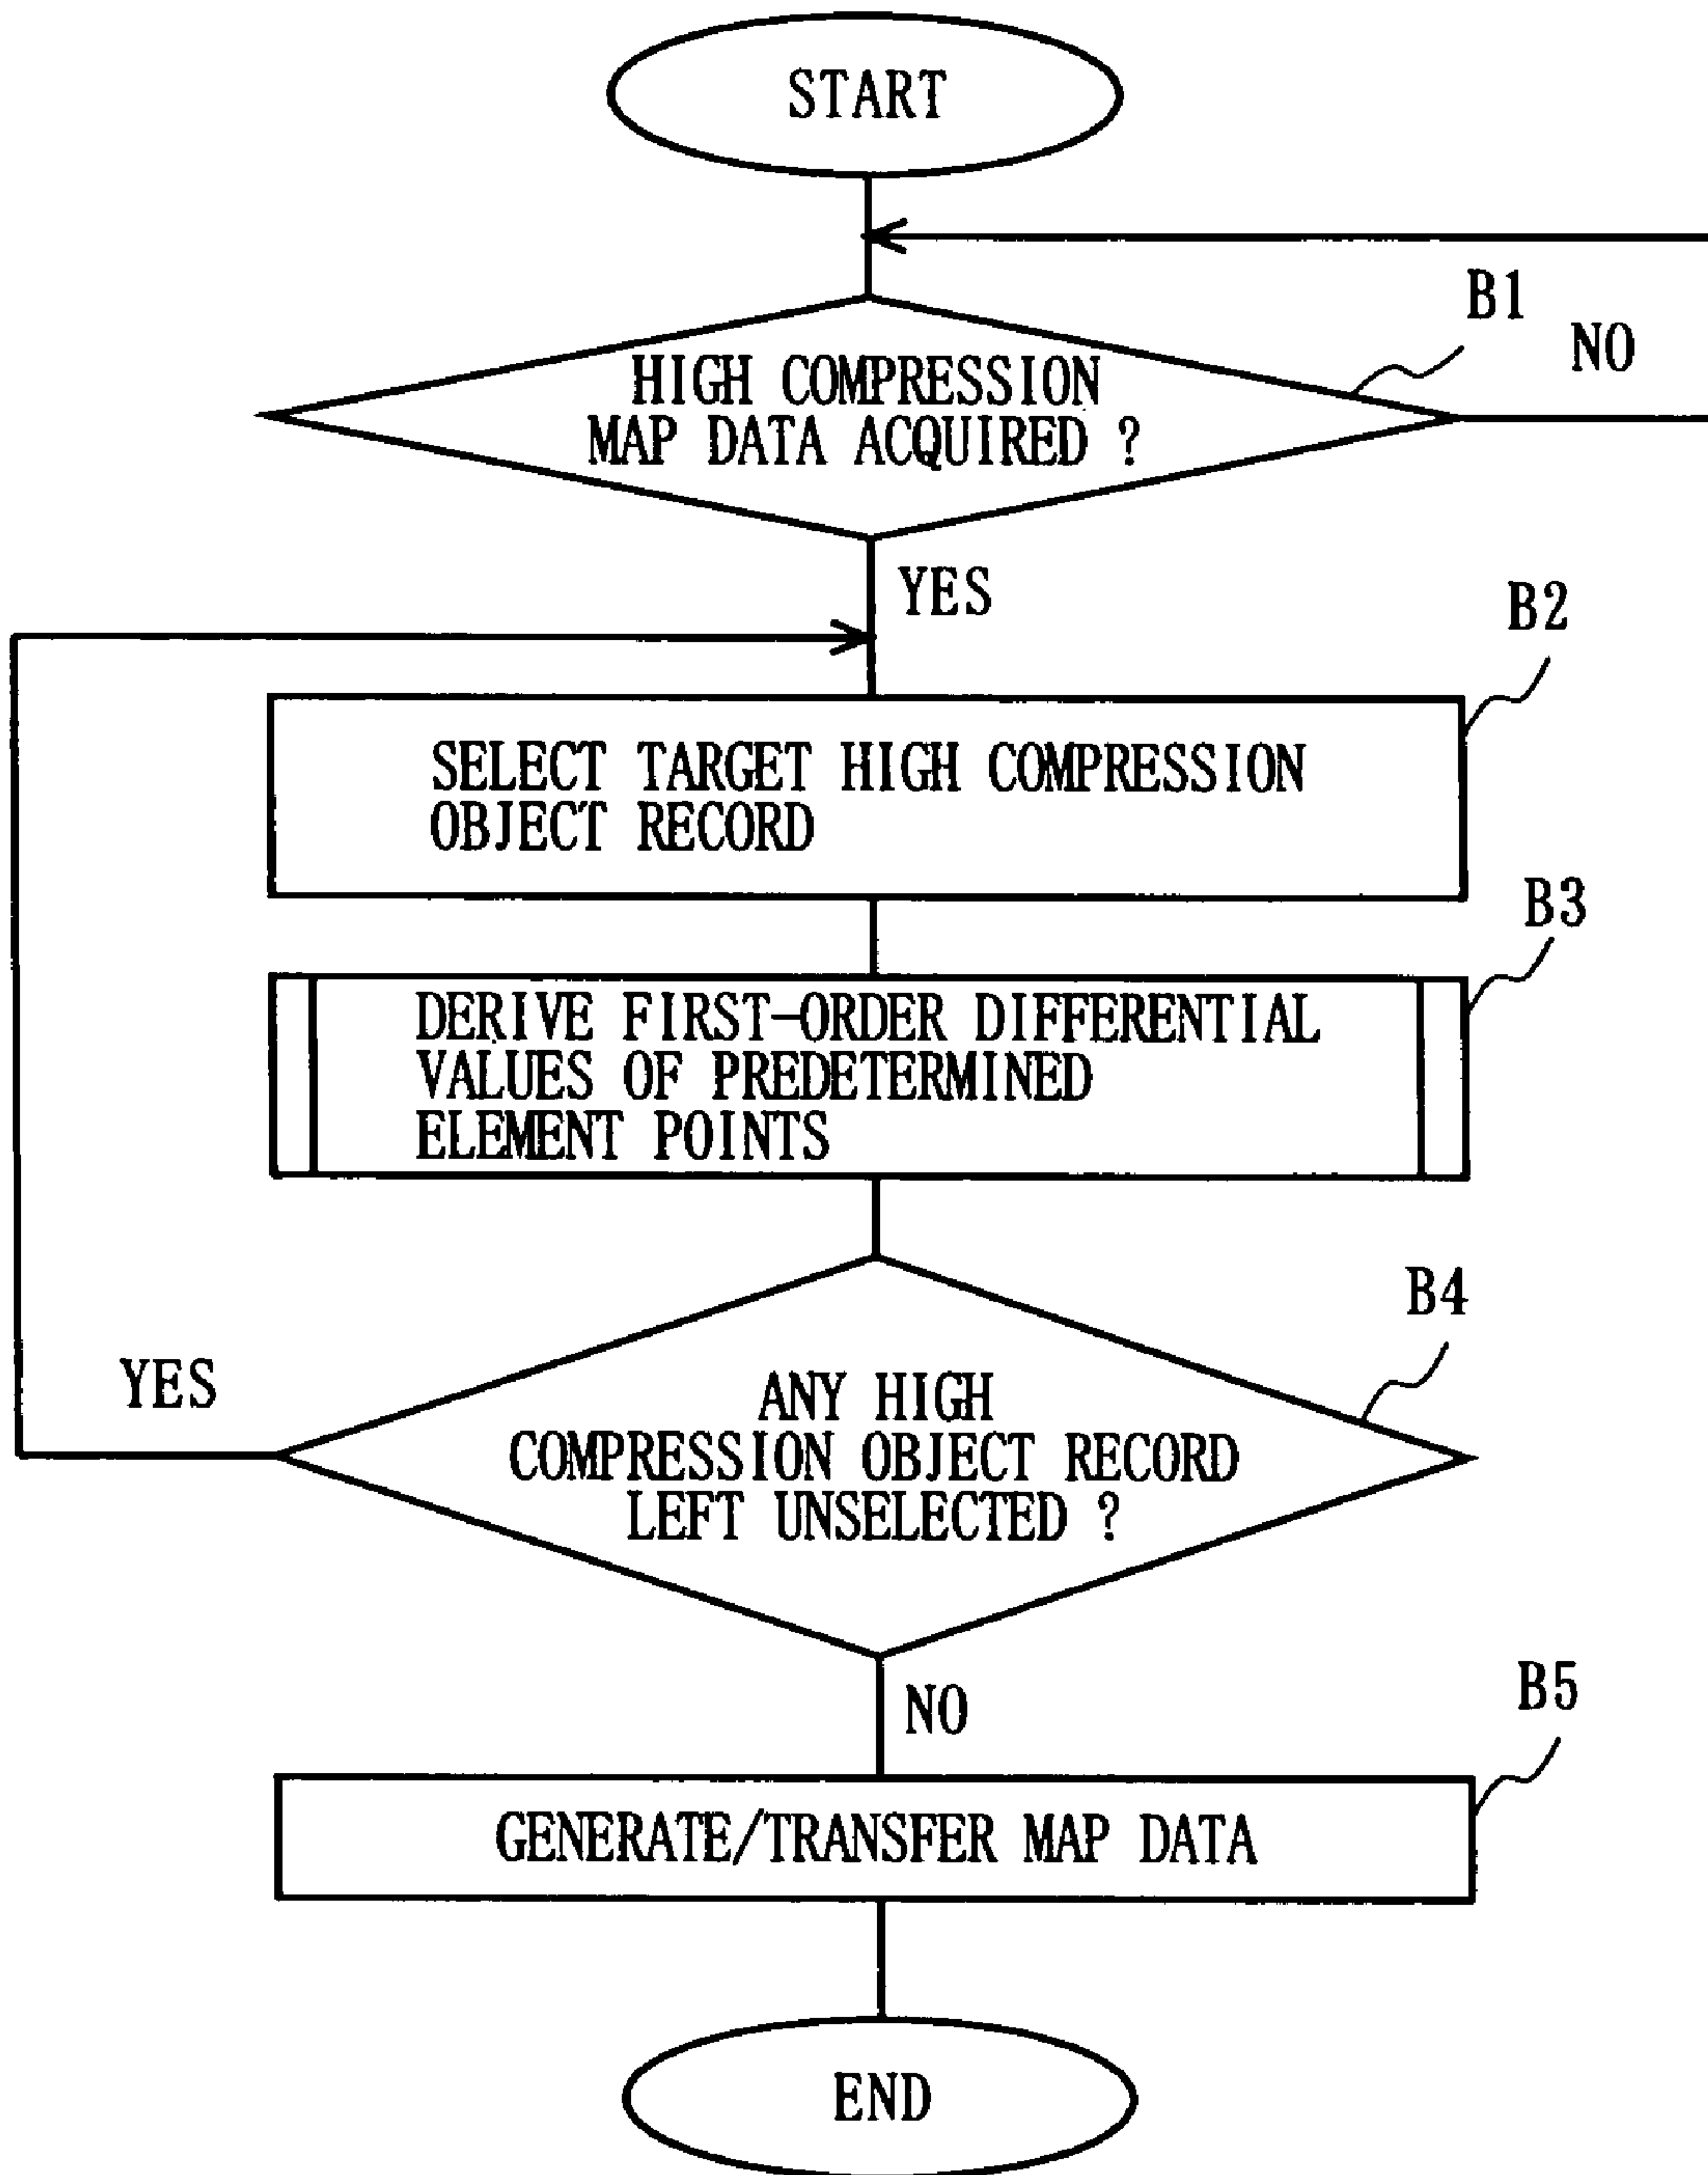 START
B1
NO
HIGH COMPRESSION
MAP DATA ACQUIRED ?
YES
B2
SELECT TARGET HIGH COMPRESSION
OBJECT RECORD
B3
DERIVE FIRST-ORDER DIFFERENTIAL
VALUES OF PREDETERMINED
ELEMENT POINTS
B4
YES
ANY HIGH
COMPRESSION OBJECT RECORD
LEFT UNSELECTED ?
NO
B5
GENERATE/TRANSFER MAP DATA
END